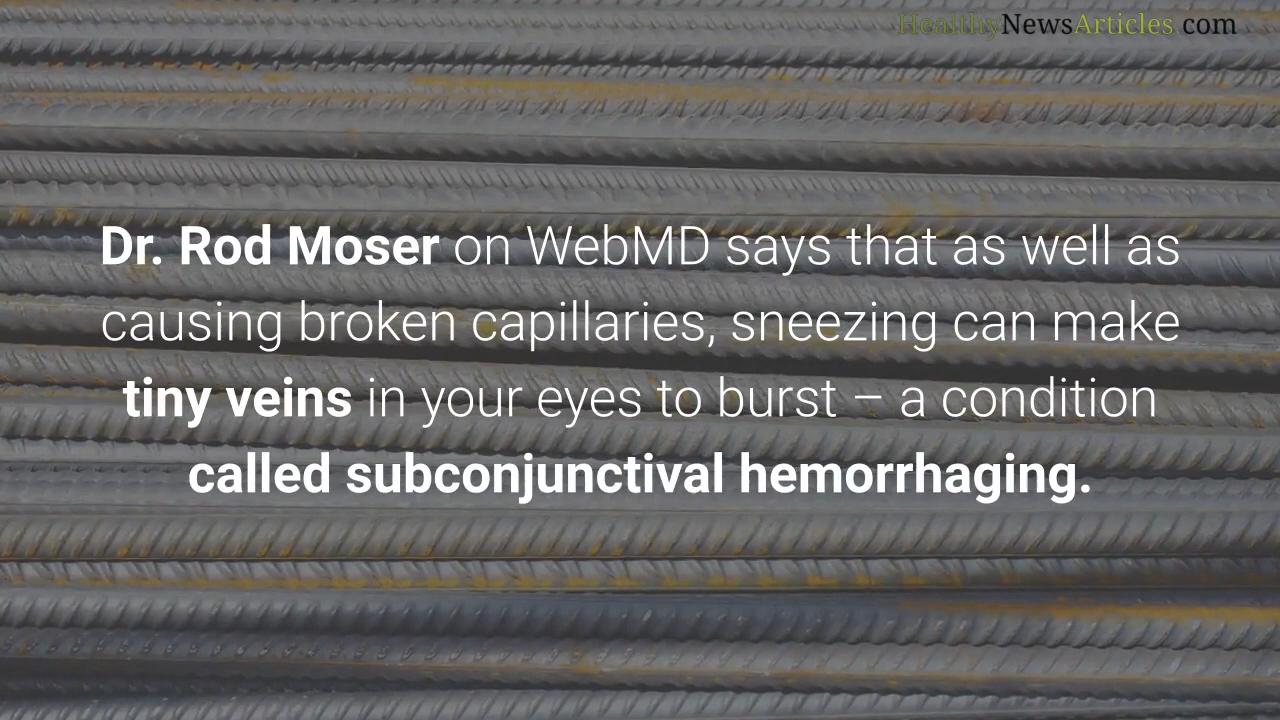 HealthyNewsArticles com
Dr. Rod Moser on WebMD says that as well as
causing broken capillaries, sneezing can make
tiny veins in your eyes to burst – a condition
called subconjunctival hemorrhaging.